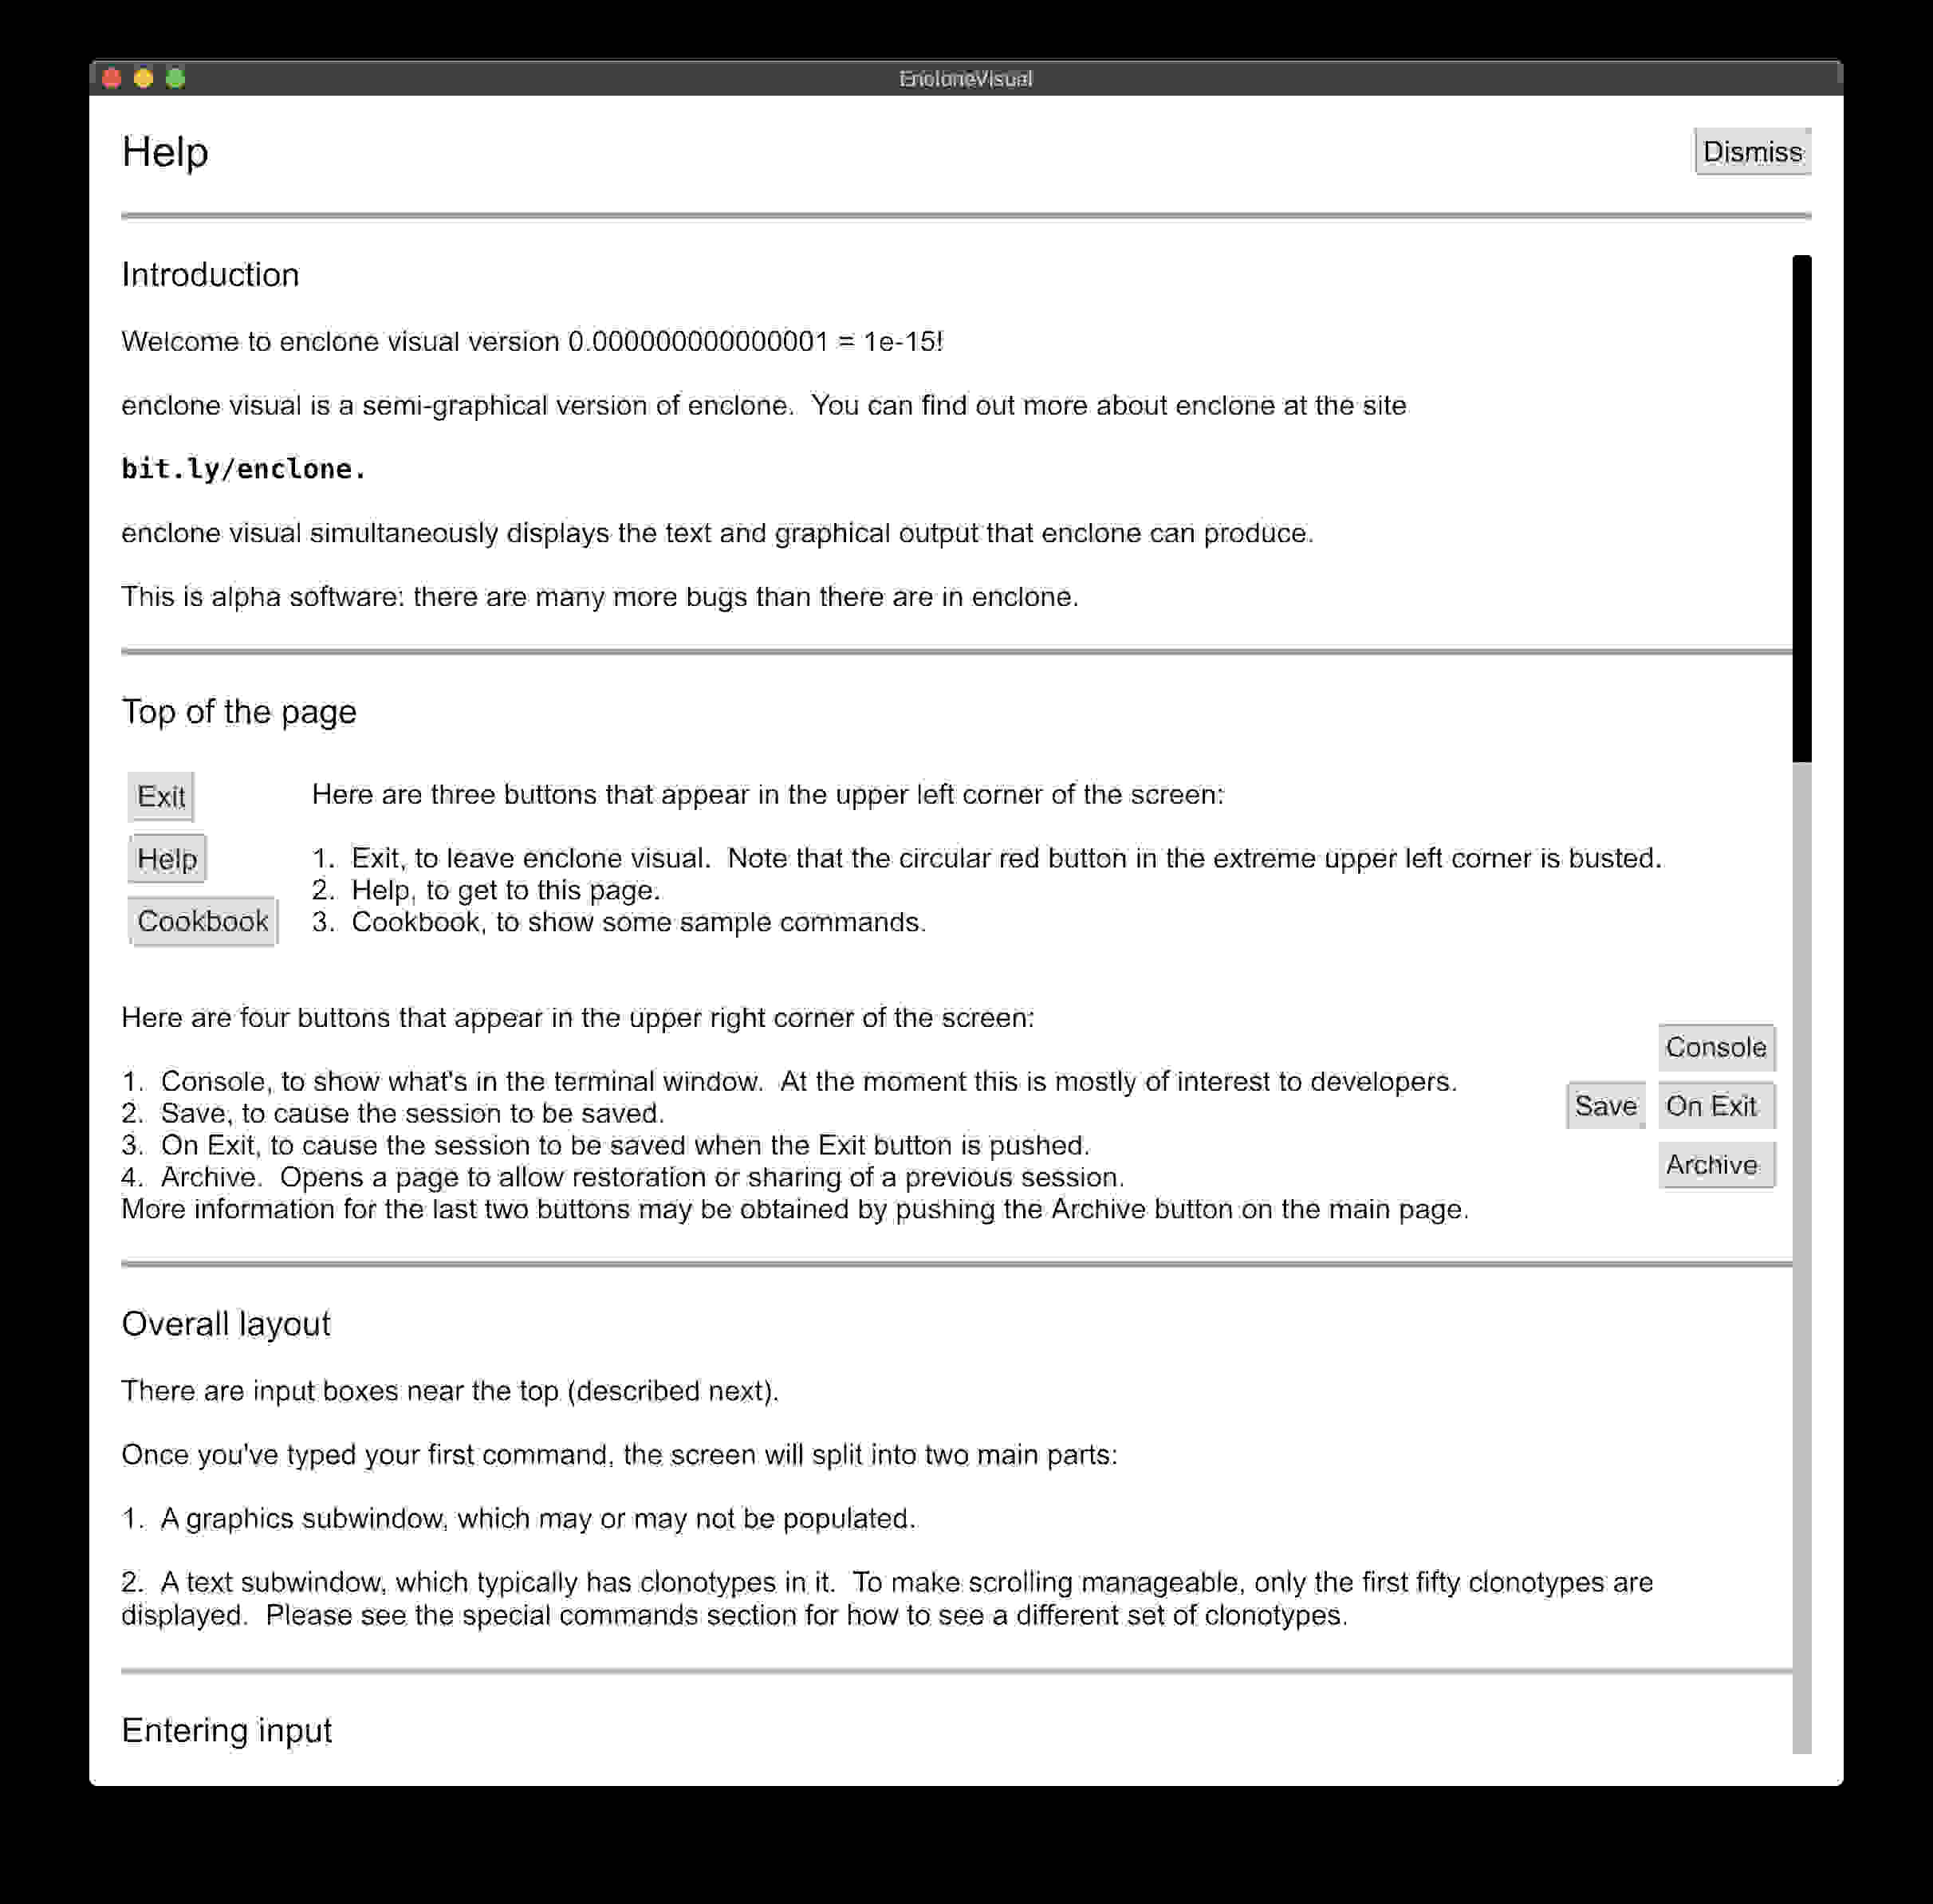 EncloneVisual
Help
Dismiss
Introduction
Welcome to enclone visual version 0.000000000000001 = 1e-15!
enclone visual is a semi-graphical version of enclone.  You can find out more about enclone at the site
bit.ly/enclone.
enclone visual simultaneously displays the text and graphical output that enclone can produce.
This is alpha software: there are many more bugs than there are in enclone.
Top of the page
Exit
Help
Cookbook
Here are three buttons that appear in the upper left corner of the screen:
1.  Exit, to leave enclone visual.  Note that the circular red button in the extreme upper left corner is busted.
2.  Help, to get to this page.
3.  Cookbook, to show some sample commands.
Here are four buttons that appear in the upper right corner of the screen:
1.  Console, to show what's in the terminal window.  At the moment this is mostly of interest to developers.
2.  Save, to cause the session to be saved.
3.  On Exit, to cause the session to be saved when the Exit button is pushed.
4.  Archive.  Opens a page to allow restoration or sharing of a previous session.
More information for the last two buttons may be obtained by pushing the Archive button on the main page.
Console
Save
On Exit
Archive
Overall layout
There are input boxes near the top (described next).
Once you've typed your first command, the screen will split into two main parts:
1.  A graphics subwindow, which may or may not be populated.
2.  A text subwindow, which typically has clonotypes in it.  To make scrolling manageable, only the first fifty clonotypes are
displayed.  Please see the special commands section for how to see a different set of clonotypes.
Entering input